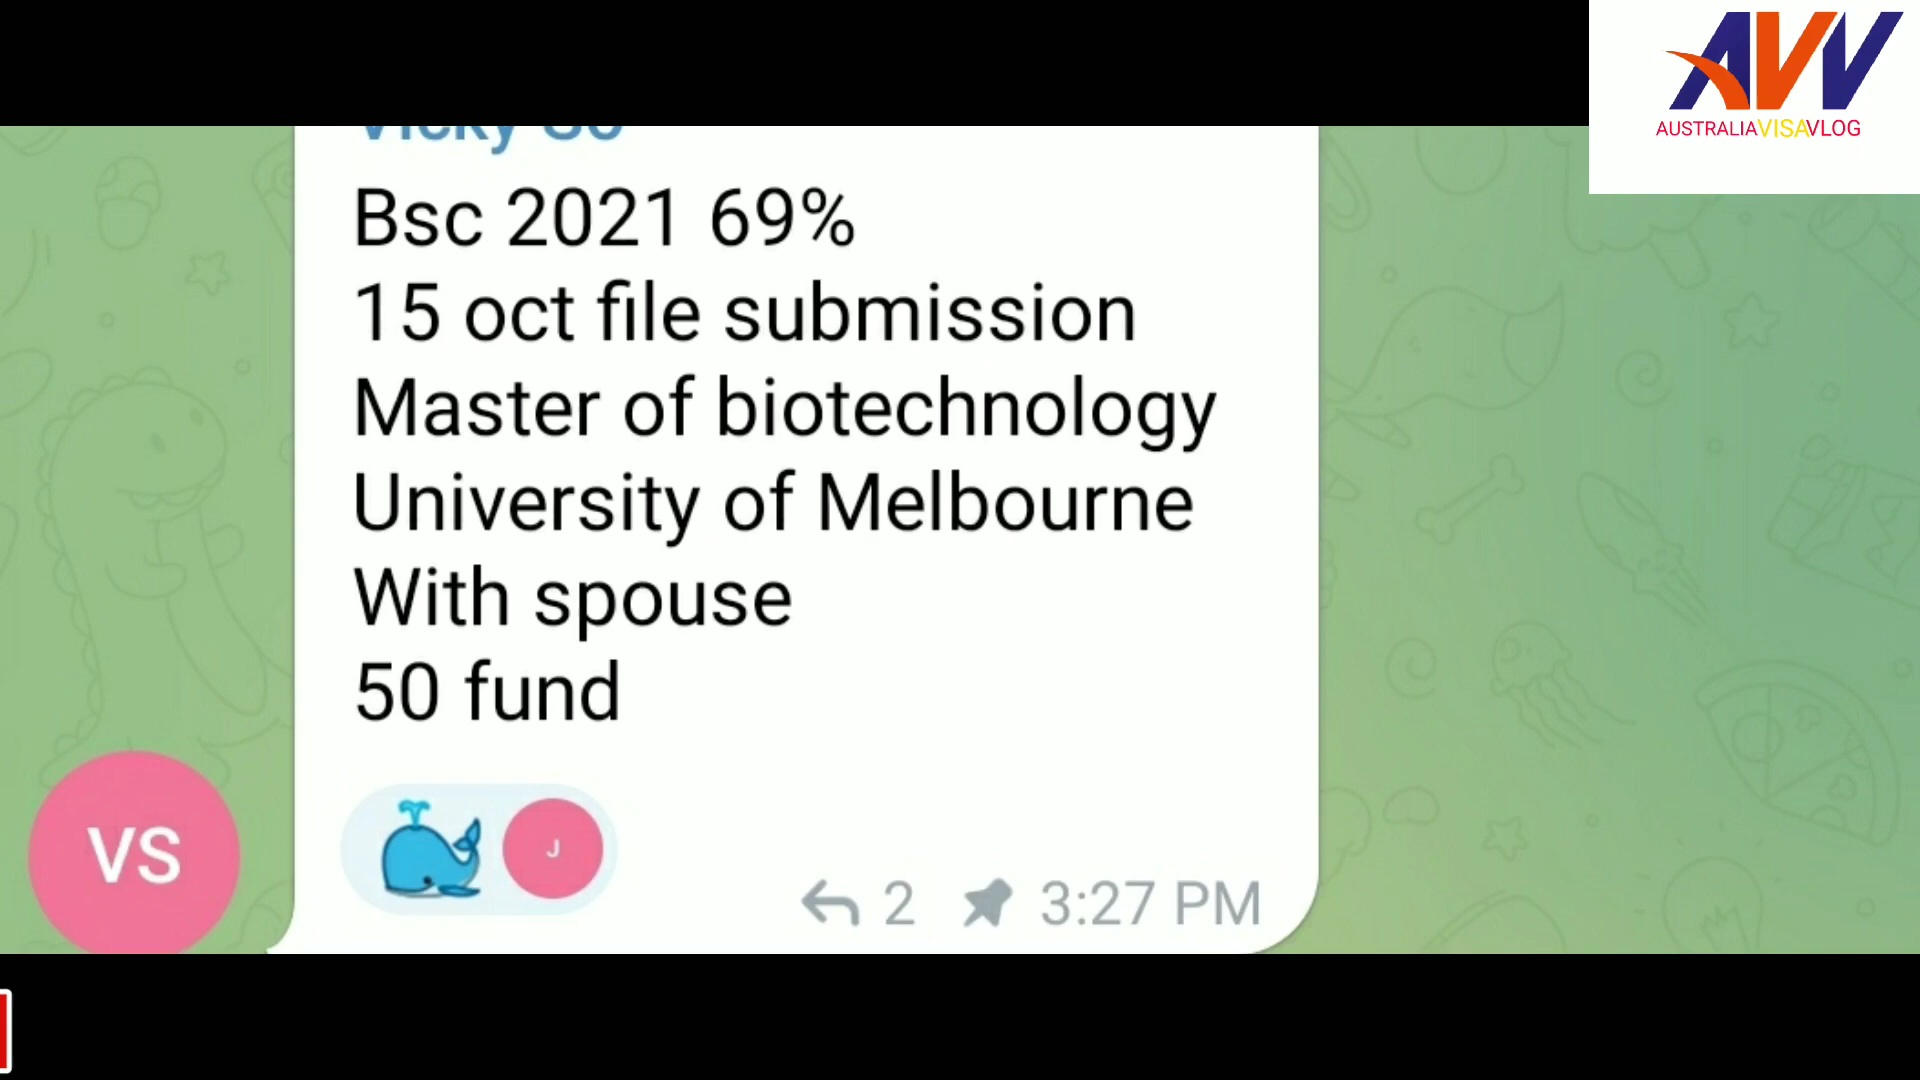 AVV
AUSTRALIAVISAVLOG
Bsc 2021 69%
15 oct file submission
Master of biotechnology
University of Melbourne
With spouse
50 fund
VS
J
2 3:27 PM